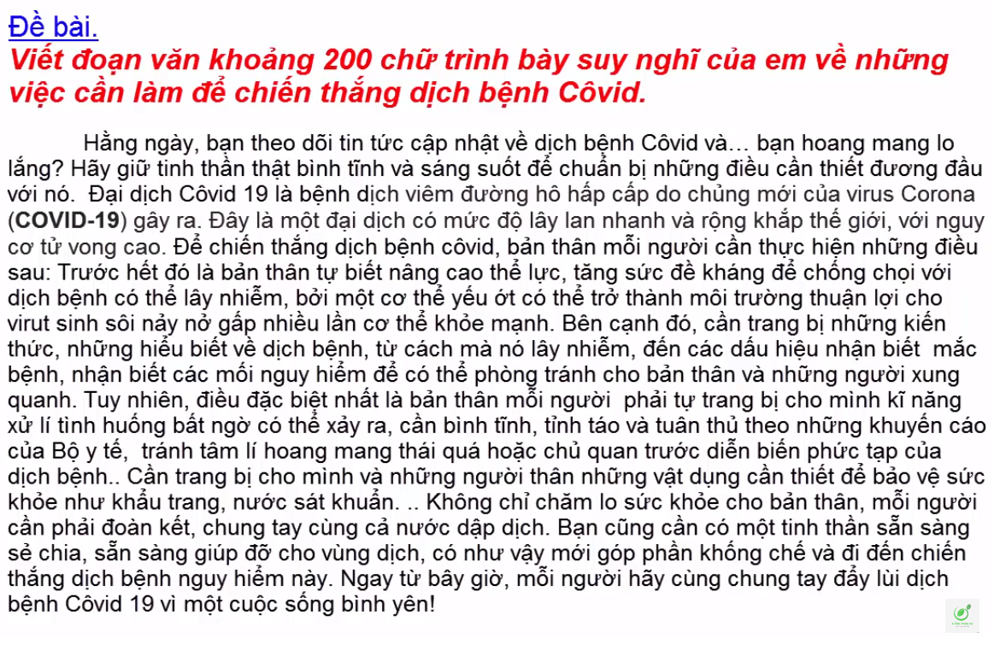 Đề bài.
Viết đoạn văn khoảng 200 chữ trình bày suy nghĩ của em về những
việc cần làm để chiến thắng dịch bệnh Côvid.
Hằng ngày, bạn theo dõi tin tức cập nhật về dịch bệnh Côvid và... bạn hoang mang lo
lắng? Hãy giữ tinh thần thật bình tĩnh và sáng suốt để chuẩn bị những điều cần thiết đương đầu
với nó.  Đại dịch Côvid 19 là bệnh dịch viêm đường hô hấp cấp do chủng mới của virus Corona
(COVID-19) gây ra. Đây là một đại dịch có mức độ lây lan nhanh và rộng khắp thế giới, với nguy
cơ tử vong cao. Để chiến thắng dịch bệnh côvid, bản thân mỗi người cần thực hiện những điều
sau: Trước hết đó là bản thân tự biết nâng cao thể lực, tăng sức đề kháng để chống chọi với
dịch bệnh có thể lây nhiễm, bởi một cơ thể yếu ớt có thể trở thành môi trường thuận lợi cho
virut sinh sôi nảy nở gấp nhiều lần cơ thể khỏe mạnh. Bên cạnh đó, cần trang bị những kiến
thức, những hiểu biết về dịch bệnh, từ cách mà nó lây nhiễm, đến các dấu hiệu nhận biết  mắc
bệnh, nhận biết các mối nguy hiểm để có thể phòng tránh cho bản thân và những người xung
quanh. Tuy nhiên, điều đặc biệt nhất là bản thân mỗi người  phải tự trang bị cho mình kĩ năng
xử lí tình huống bất ngờ có thể xảy ra, cần bình tĩnh, tỉnh táo và tuân thủ theo những khuyến cáo
của Bộ y tế,  tránh tâm lí hoang mang thái quá hoặc chủ quan trước diễn biến phức tạp của
dịch bệnh.. Cần trang bị cho mình và những người thân những vật dụng cần thiết để bảo vệ sức
khỏe như khẩu trang, nước sát khuẩn. .. Không chỉ chăm lo sức khỏe cho bản thân, mỗi người
cần phải đoàn kết, chung tay cùng cả nước dập dịch. Bạn cũng cần có một tinh thần sẵn sàng
sẻ chia, sẵn sàng giúp đỡ cho vùng dịch, có như vậy mới góp phần khống chế và đi đến chiến
thắng dịch bệnh nguy hiểm này. Ngay từ bây giờ, mỗi người hãy cùng chung tay đẩy lùi dịch
bệnh Côvid 19 vì một cuộc sống bình yên!